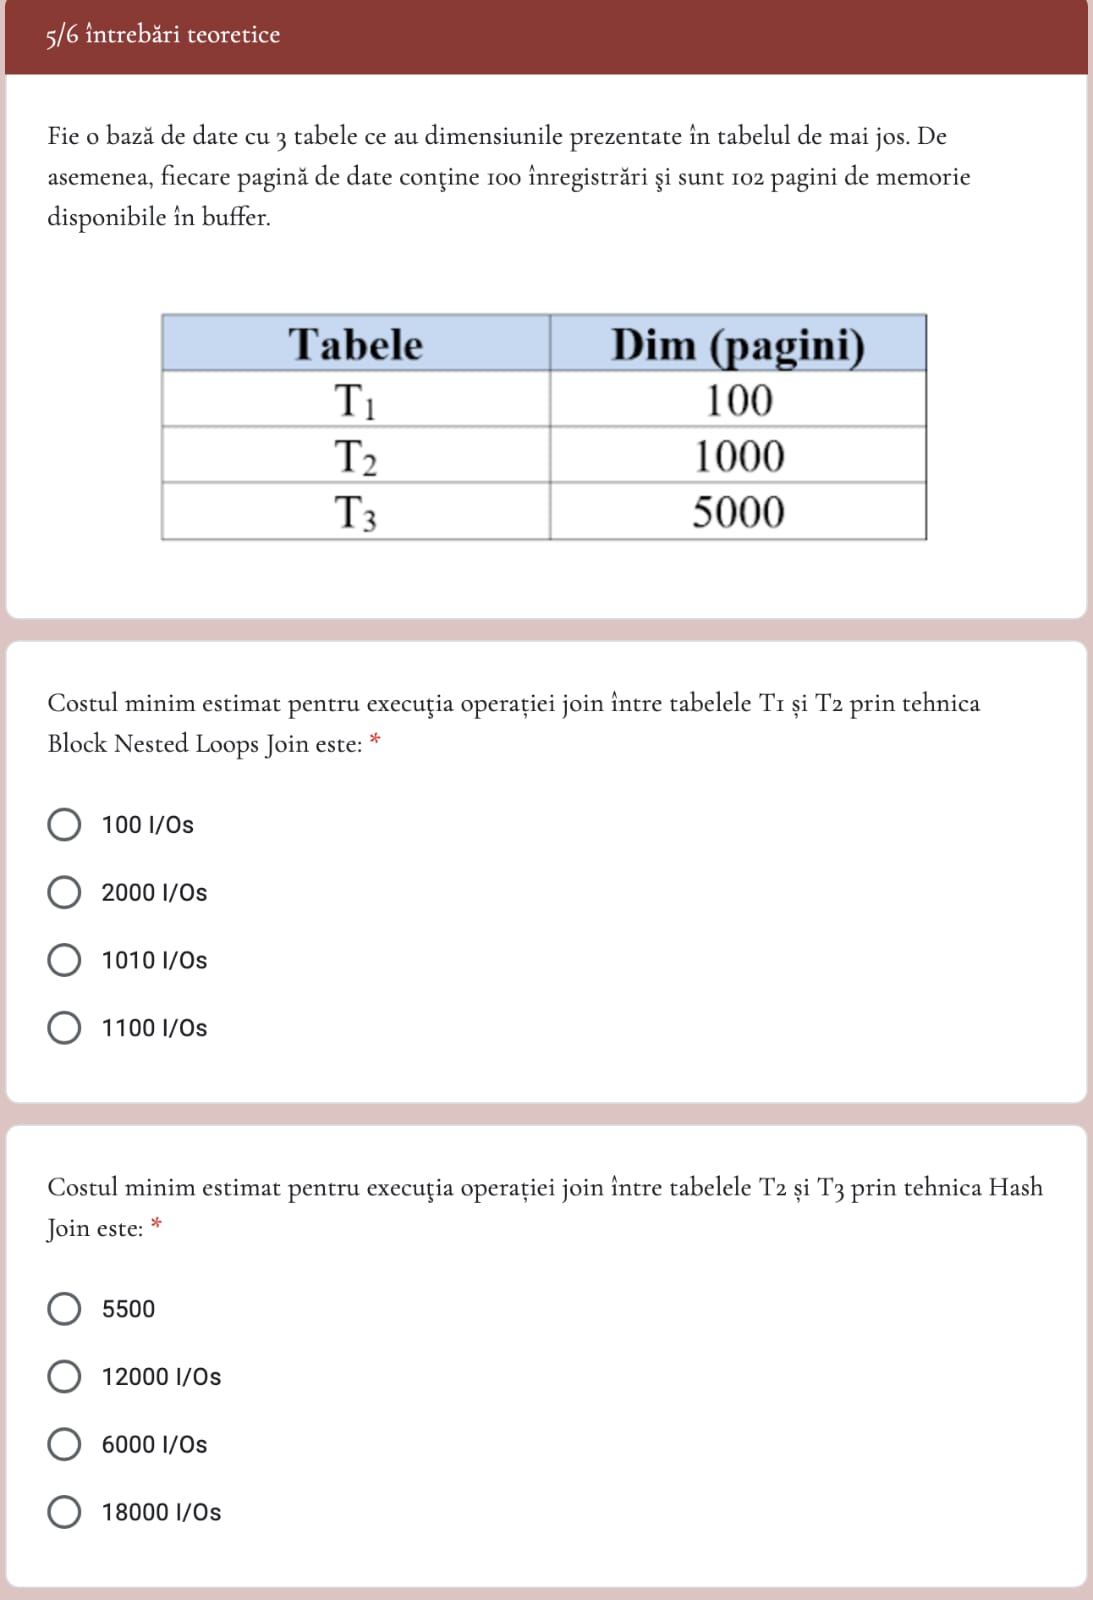 5/6 întrebări teoretice
Fie o bază de date cu 3 tabele ce au dimensiunile prezentate în tabelul de mai jos. De
asemenea, fiecare pagină de date conţine 100 înregistrări şi sunt 102 pagini de memorie
disponibile în buffer.
Tabele Dim (pagini)
T1 100
T2 1000
T3 5000
Costul minim estimat pentru execuţia operației join între tabelele T1 și T2 prin tehnica
Block Nested Loops Join este: *
100 I/Os
2000 I/Os
1010 I/Os
1100 I/Os
Costul minim estimat pentru execuţia operației join între tabelele T2 și T3 prin tehnica Hash
Join este: *
5500
12000 I/Os
6000 I/Os
18000 I/Os